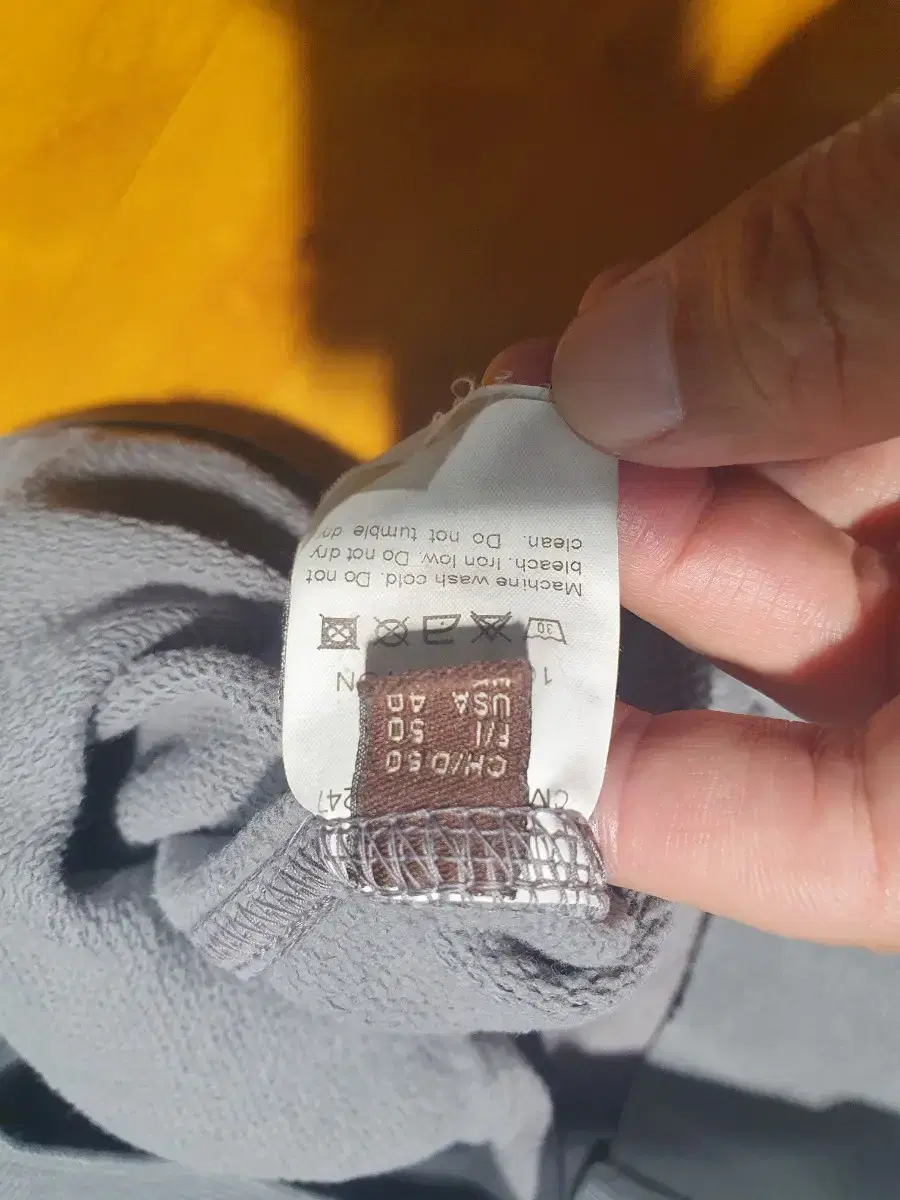 CH/D 50
F/I 50
USA 40
30
Machine wash cold. Do not
bleach. Iron low. Do not dry
clean. Do not tumble dry